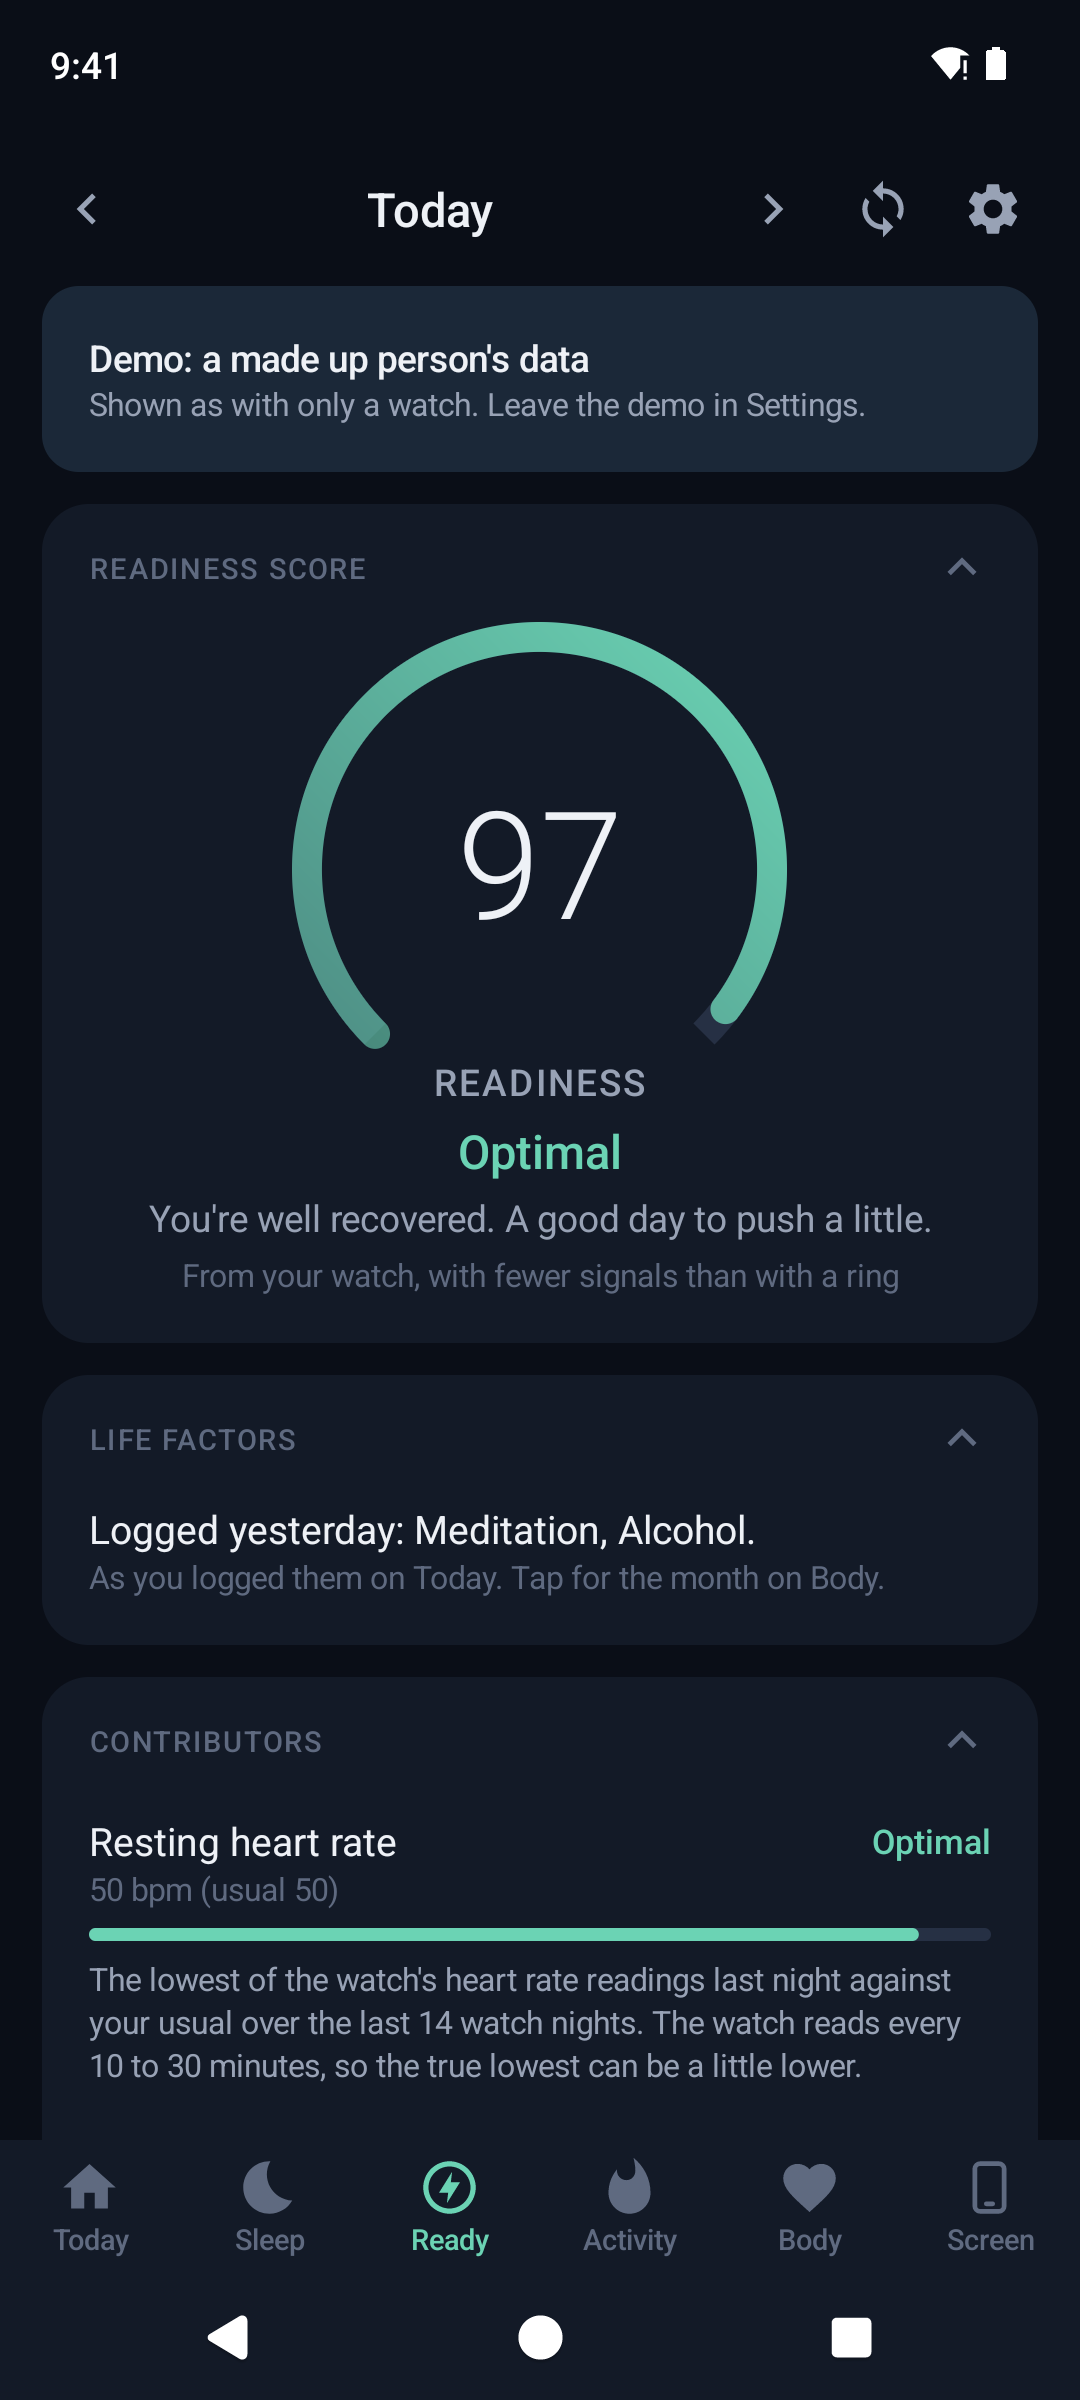 9:41
Today
Demo: a made up person's data
Shown as with only a watch. Leave the demo in Settings.
READINESS SCORE
97
READINESS
Optimal
You're well recovered. A good day to push a little.
From your watch, with fewer signals than with a ring
LIFE FACTORS
Logged yesterday: Meditation, Alcohol.
As you logged them on Today. Tap for the month on Body.
CONTRIBUTORS
Resting heart rate
Optimal
50 bpm (usual 50)
The lowest of the watch's heart rate readings last night against
your usual over the last 14 watch nights. The watch reads every
10 to 30 minutes, so the true lowest can be a little lower.
Today
Sleep
Ready
Activity
Body
Screen